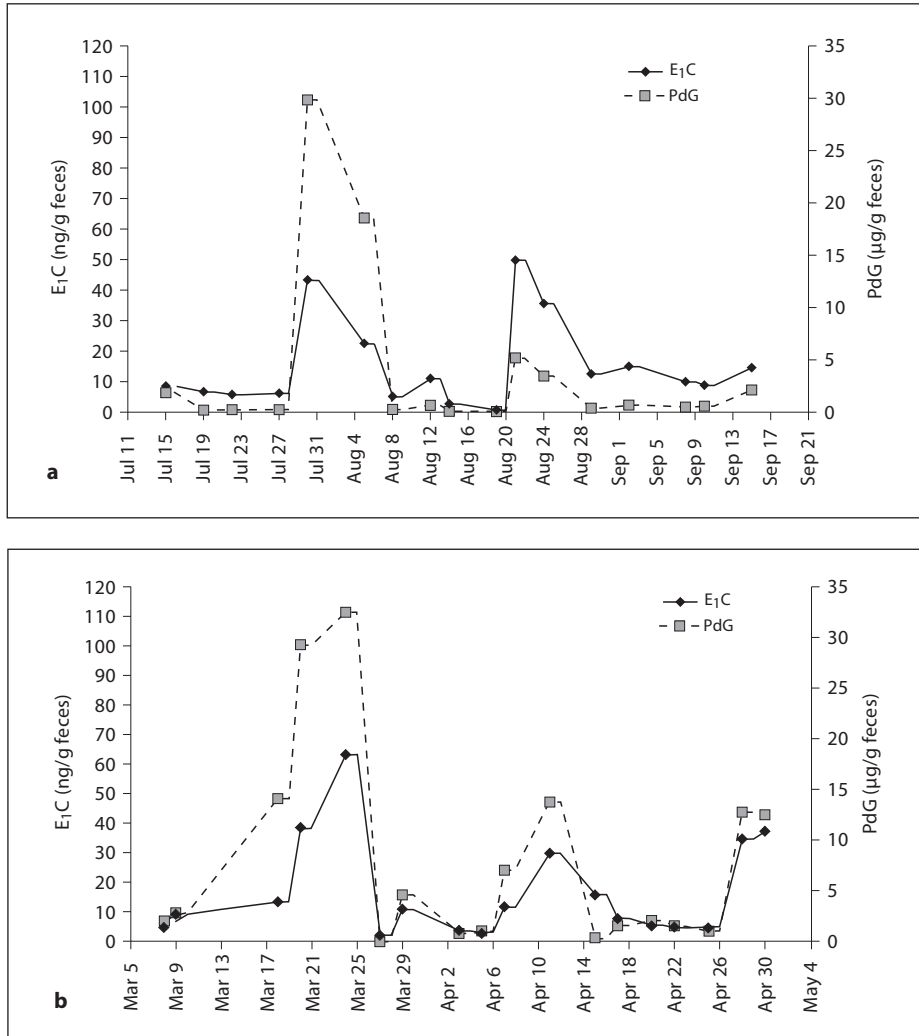 120
110
100
90
80
70
60
50
40
30
20
10
0
E₁C (ng/g feces)
35
30
25
20
15
10
5
0
PdG (µg/g feces)
E₁C
PdG
Jul 11
Jul 15
Jul 19
Jul 23
Jul 27
Jul 31
Aug 4
Aug 8
Aug 12
Aug 16
Aug 20
Aug 24
Aug 28
Sep 1
Sep 5
Sep 9
Sep 13
Sep 17
Sep 21
a
120
110
100
90
80
70
60
50
40
30
20
10
0
E₁C (ng/g feces)
35
30
25
20
15
10
5
0
PdG (µg/g feces)
E₁C
PdG
Mar 5
Mar 9
Mar 13
Mar 17
Mar 21
Mar 25
Mar 29
Apr 2
Apr 6
Apr 10
Apr 14
Apr 18
Apr 22
Apr 26
Apr 30
May 4
b